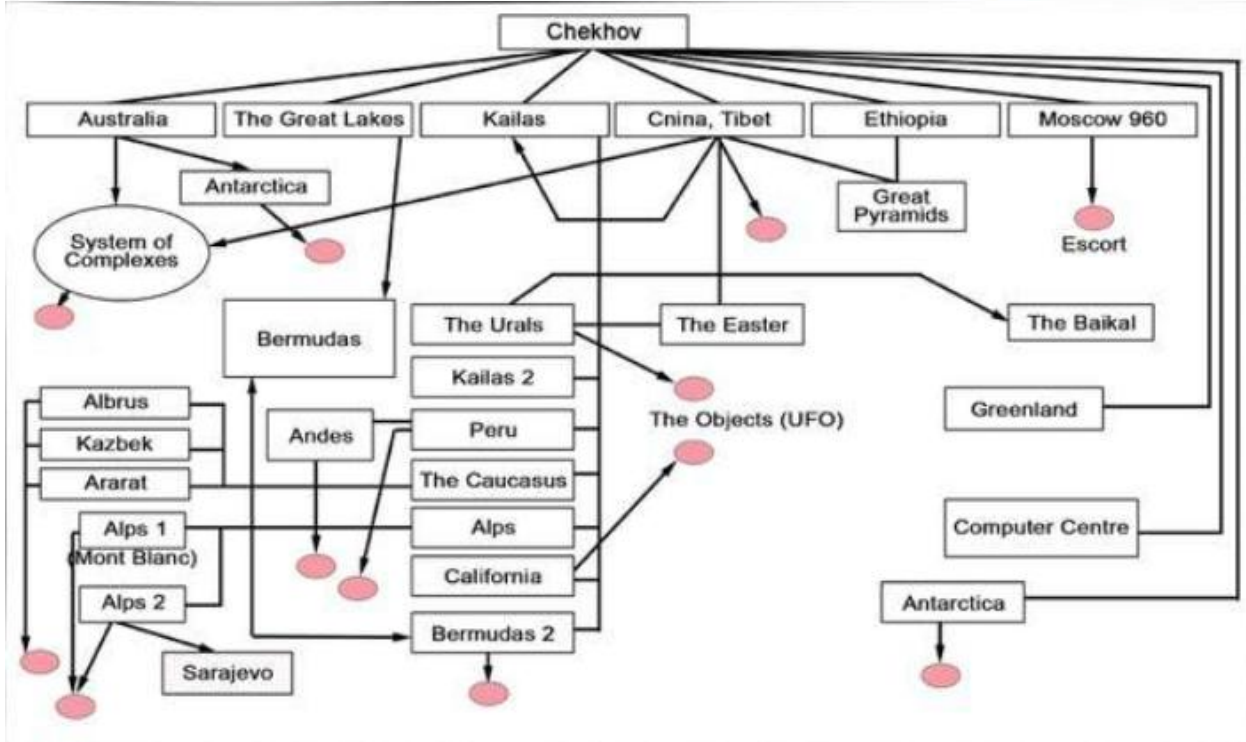 Chekhov
Australia
The Great Lakes
Kailas
Cnina, Tibet
Ethiopia
Moscow 960
Antarctica
Great
Pyramids
System of
Complexes
Escort
Bermudas
The Urals
The Easter
The Baikal
Kailas 2
Albrus
The Objects (UFO)
Greenland
Andes
Peru
Kazbek
Ararat
The Caucasus
Alps 1
(Mont Blanc)
Alps
Computer Centre
California
Alps 2
Antarctica
Bermudas 2
Sarajevo